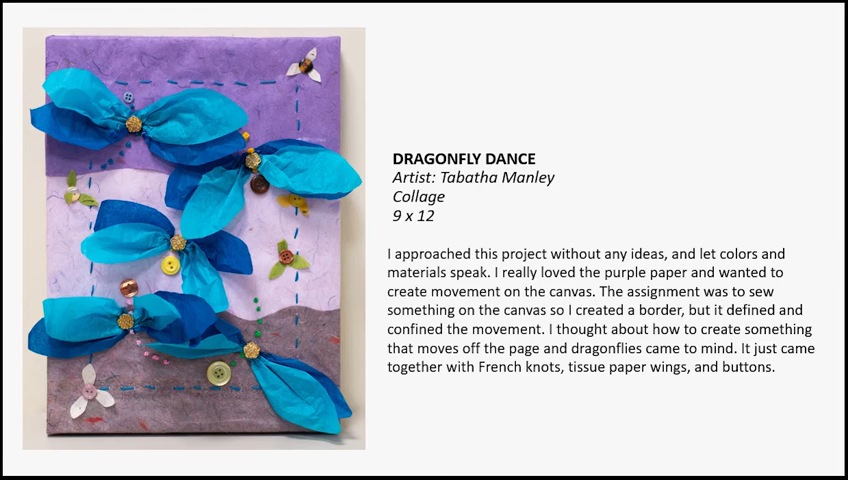 DRAGONFLY DANCE
Artist: Tabatha Manley
Collage
9 x 12
I approached this project without any ideas, and let colors and
materials speak. I really loved the purple paper and wanted to
create movement on the canvas. The assignment was to sew
something on the canvas so I created a border, but it defined and
confined the movement. I thought about how to create something
that moves off the page and dragonflies came to mind. It just came
together with French knots, tissue paper wings, and buttons.